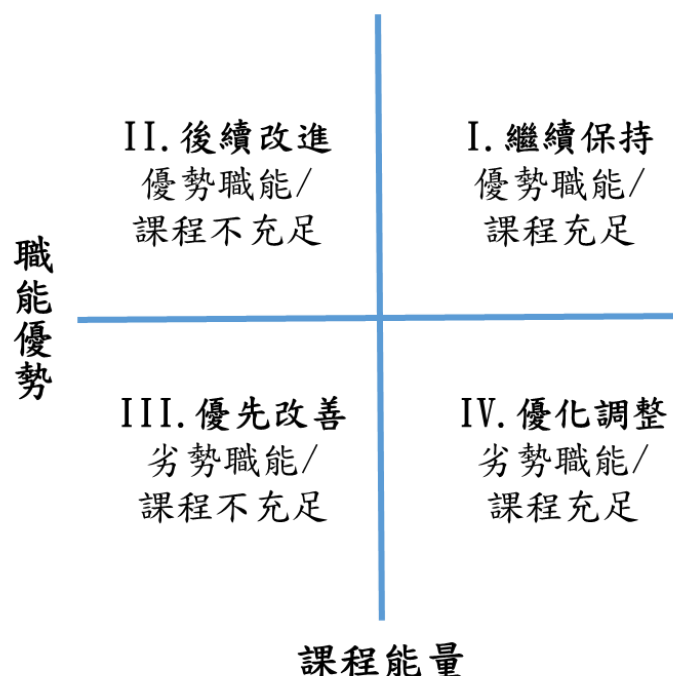 II.後續改進
優勢職能/
課程不充足
I.繼續保持
優勢職能/
課程充足
職能優勢
III.優先改善
劣勢職能/
課程不充足
IV.優化調整
劣勢職能/
課程充足
課程能量